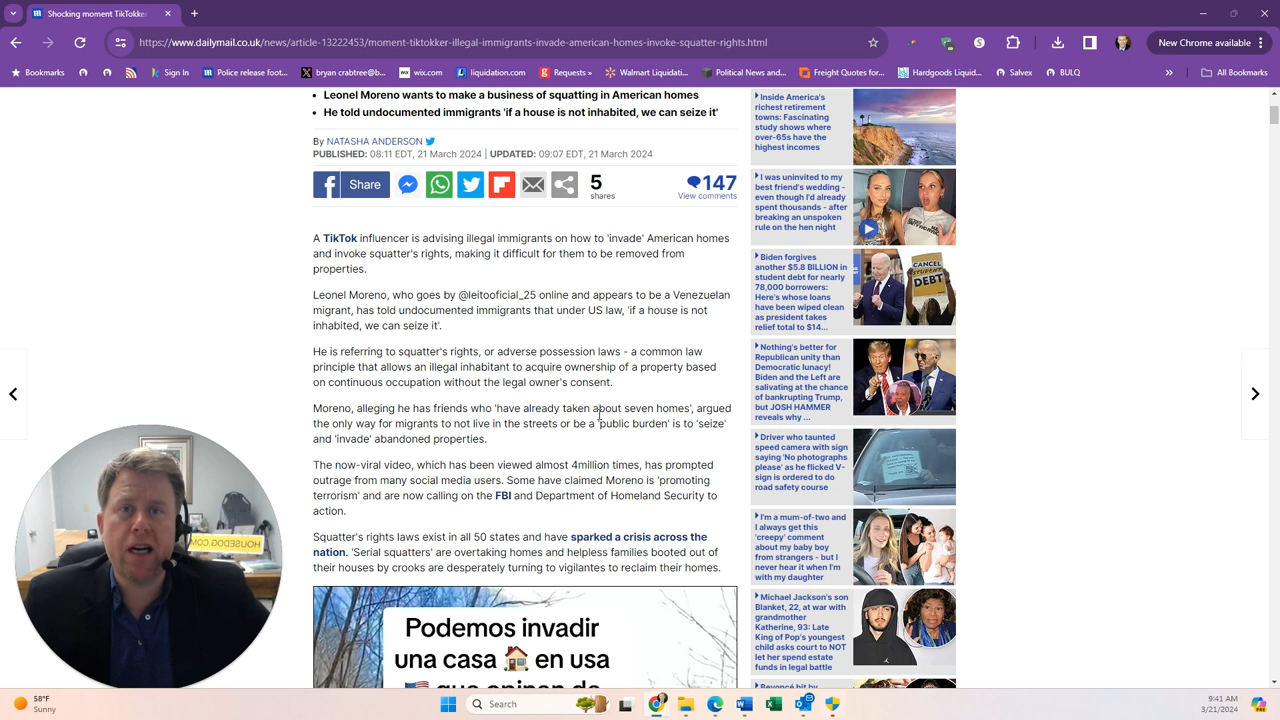 Shocking moment TikTokker
https://www.dailymail.co.uk/news/article-13222453/moment-tiktokker-squatting-migrants-squatter-rights-right.html
New Chrome available
Bookmarks
Sign In
Police release foot...
bryan crabtree@b...
wix.com
liquidation.com
Requests »
Walmart Liquidati...
Political News and...
Freight Quotes for...
Hardgoods Liquid...
Salvex
BULQ
»
All Bookmarks
• Leonel Moreno wants to make a business of squatting in American homes
• He told undocumented immigrants 'if a house is not inhabited, we can seize it'
By NATASHA ANDERSON
PUBLISHED: 08:11 EDT, 21 March 2024 | UPDATED: 09:07 EDT, 21 March 2024
Share
5
shares
147
View comments
A TikTok influencer is advising illegal immigrants on how to 'invade' American homes
and invoke squatter's rights, making it difficult for them to be removed from
properties.
Leonel Moreno, who goes by @leitooficial_25 online and appears to be a Venezuelan
migrant, has told undocumented immigrants that under US law, 'if a house is not
inhabited, we can seize it'.
He is referring to squatter's rights, or adverse possession laws - a common law
principle that allows an illegal inhabitant to acquire ownership of a property based
on continuous occupation without the legal owner's consent.
Moreno, alleging he has friends who 'have already taken about seven homes', argued
the only way for migrants to not live in the streets or be a 'public burden' is to 'seize'
and 'invade' abandoned properties.
The now-viral video, which has been viewed almost 4million times, has prompted
outrage from many social media users. Some have claimed Moreno is 'promoting
terrorism' and are now calling on the FBI and Department of Homeland Security to
action.
Squatter's rights laws exist in all 50 states and have sparked a crisis across the
nation. 'Serial squatters' are overtaking homes and helpless families booted out of
their houses by crooks are desperately turning to vigilantes to reclaim their homes.
Podemos invadir
una casa 🏠 en usa
🇺🇸 que opinan de
Inside America's
richest retirement
towns: Fascinating
study shows where
over-65s have the
highest incomes
I was uninvited to my
best friend's wedding -
even though I'd already
spent thousands - after
breaking an unspoken
rule on the hen night
Biden forgives
another $5.8 BILLION in
student debt for nearly
78,000 borrowers:
Here's whose loans
have been wiped clean
as president takes
relief total to $14...
CANCEL
STUDENT
DEBT
Nothing's better for
Republican unity than
Democratic lunacy!
Biden and the Left are
salivating at the chance
of bankrupting Trump,
but JOSH HAMMER
reveals why ...
Driver who taunted
speed camera with sign
saying 'No photographs
please' as he flicked V-
sign is ordered to do
road safety course
I'm a mum-of-two and
I always get this
'creepy' comment
about my baby boy
from strangers - but I
never hear it when I'm
with my daughter
Michael Jackson's son
Blanket, 22, at war with
grandmother
Katherine, 93: Late
King of Pop's youngest
child asks court to NOT
let her spend estate
funds in legal battle
Beyoncé hit by
HOUSEDOG.COM
58°F
Sunny
Search
9:41 AM
3/21/2024